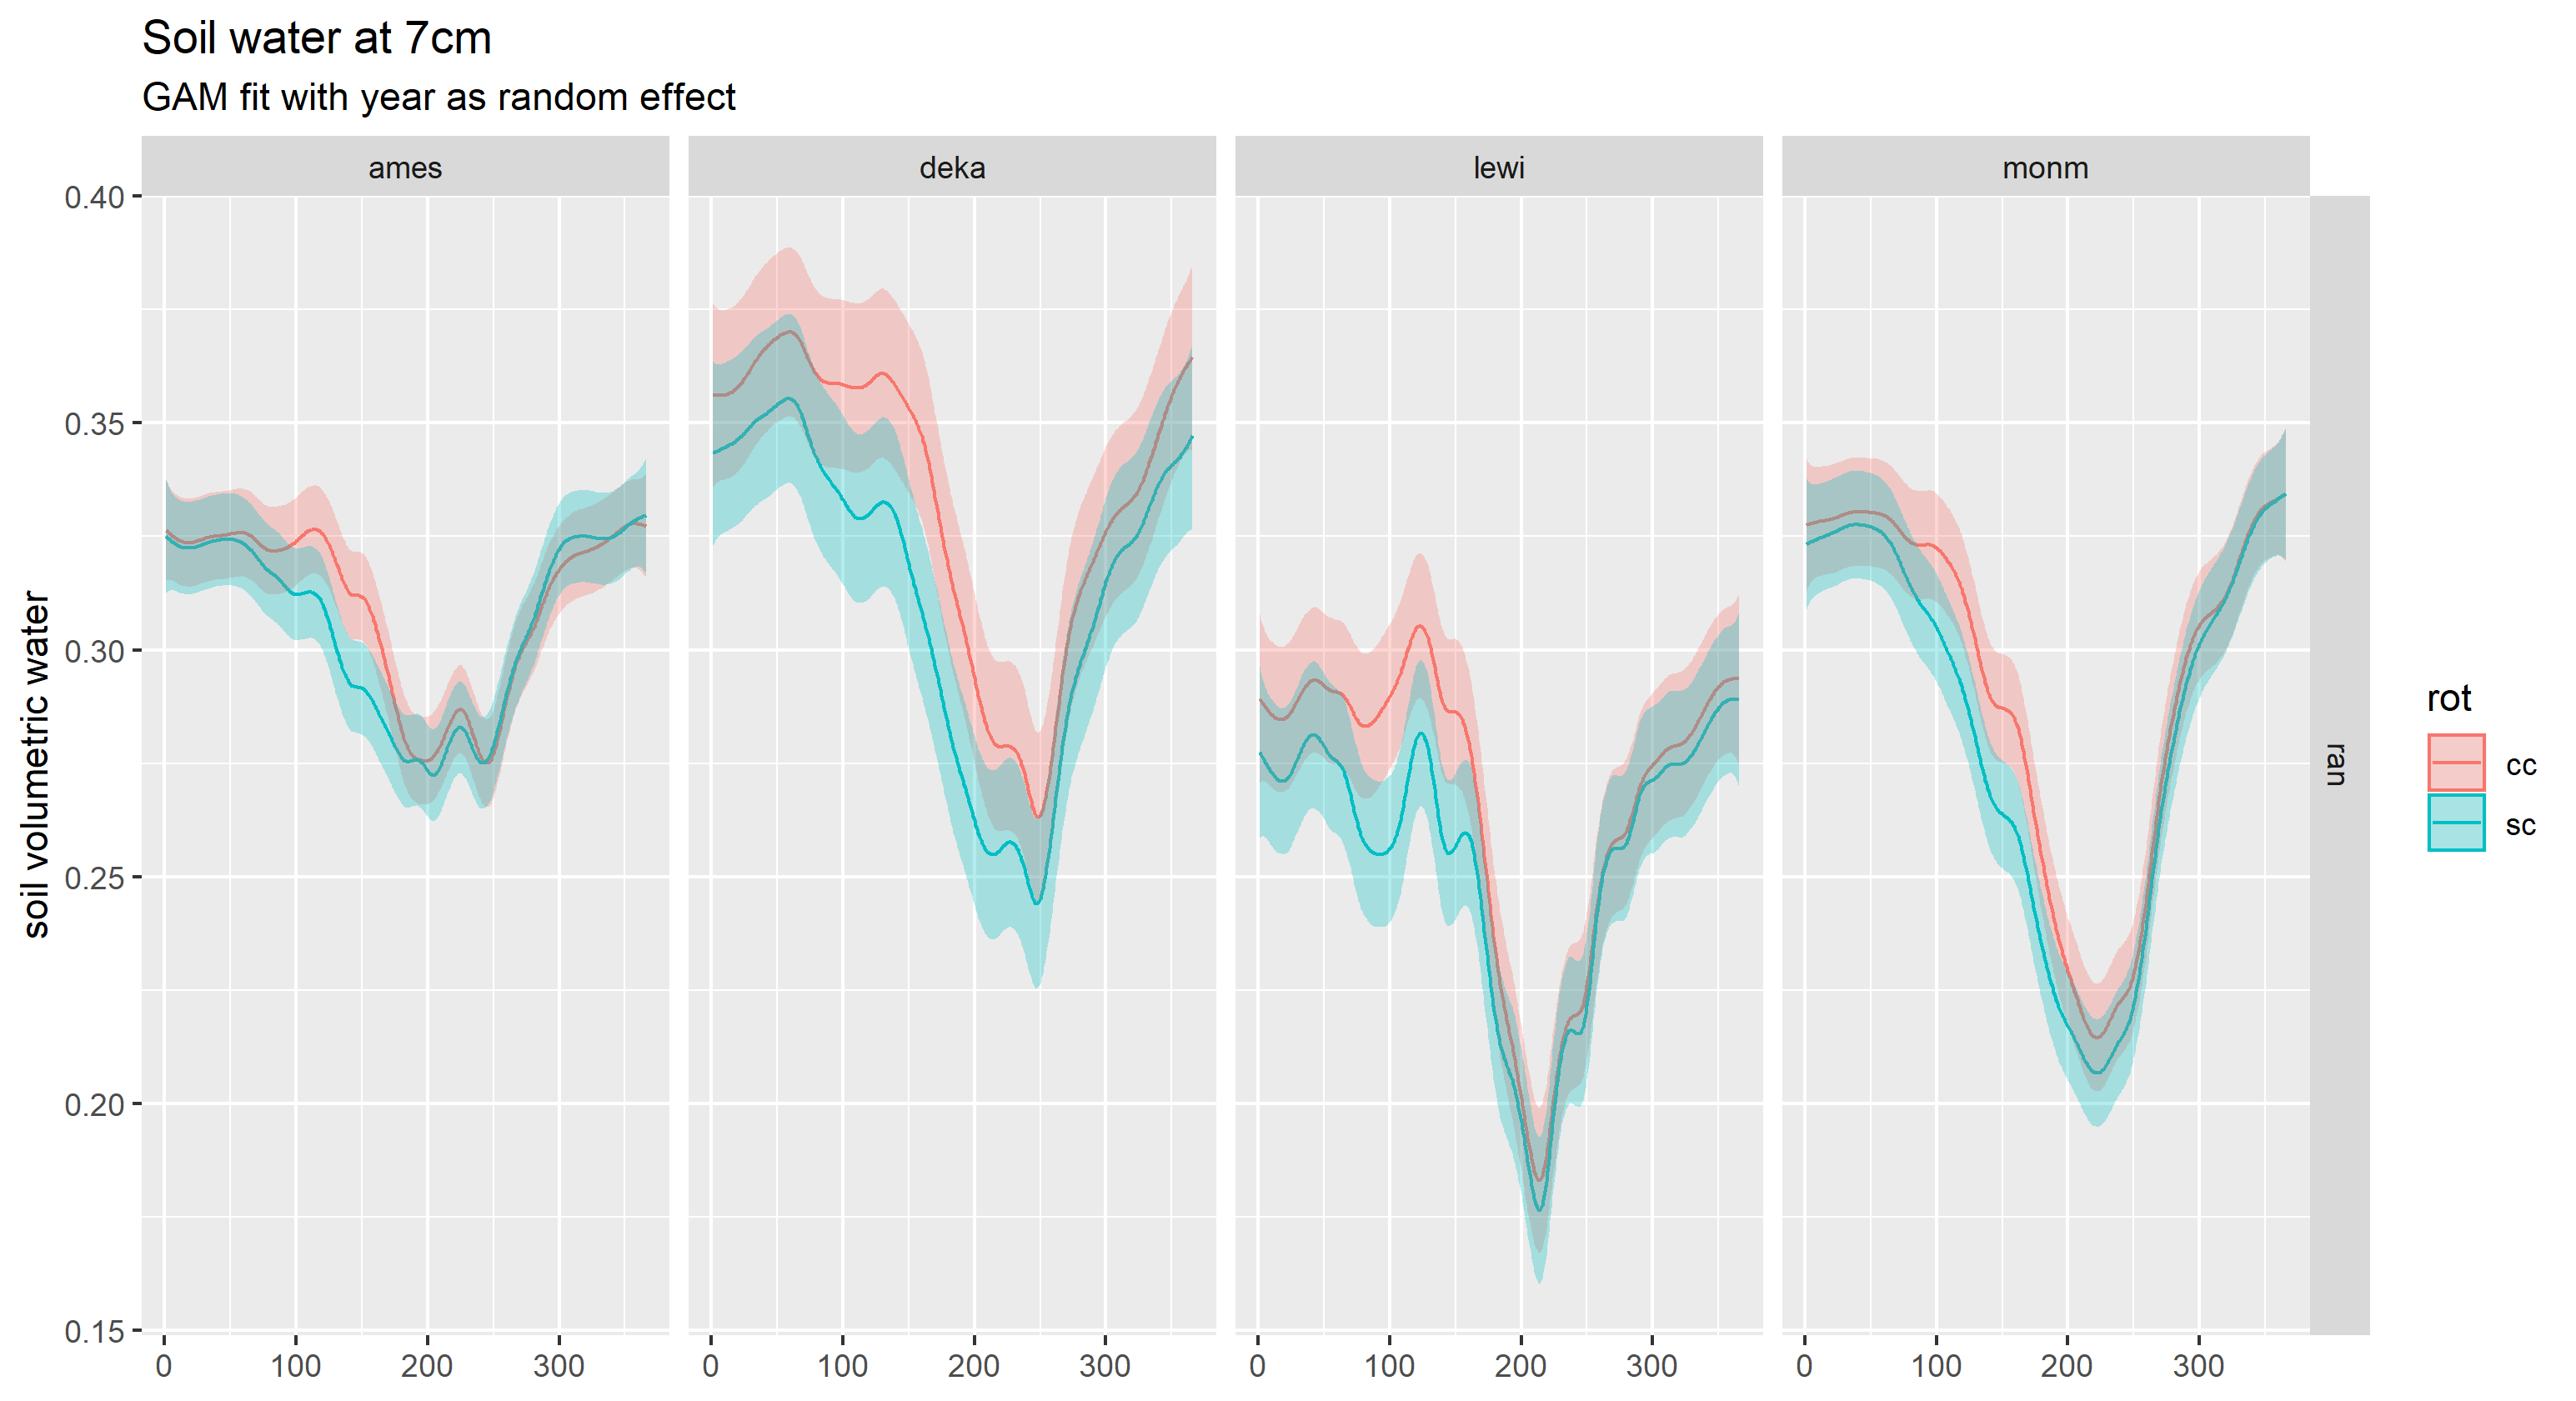 Soil water at 7cm
GAM fit with year as random effect
ames deka lewi monm
0.40
0.35
0.30
0.25
0.20
0.15
soil volumetric water
ran
rot
cc
sc
0 100 200 300 0 100 200 300 0 100 200 300 0 100 200 300